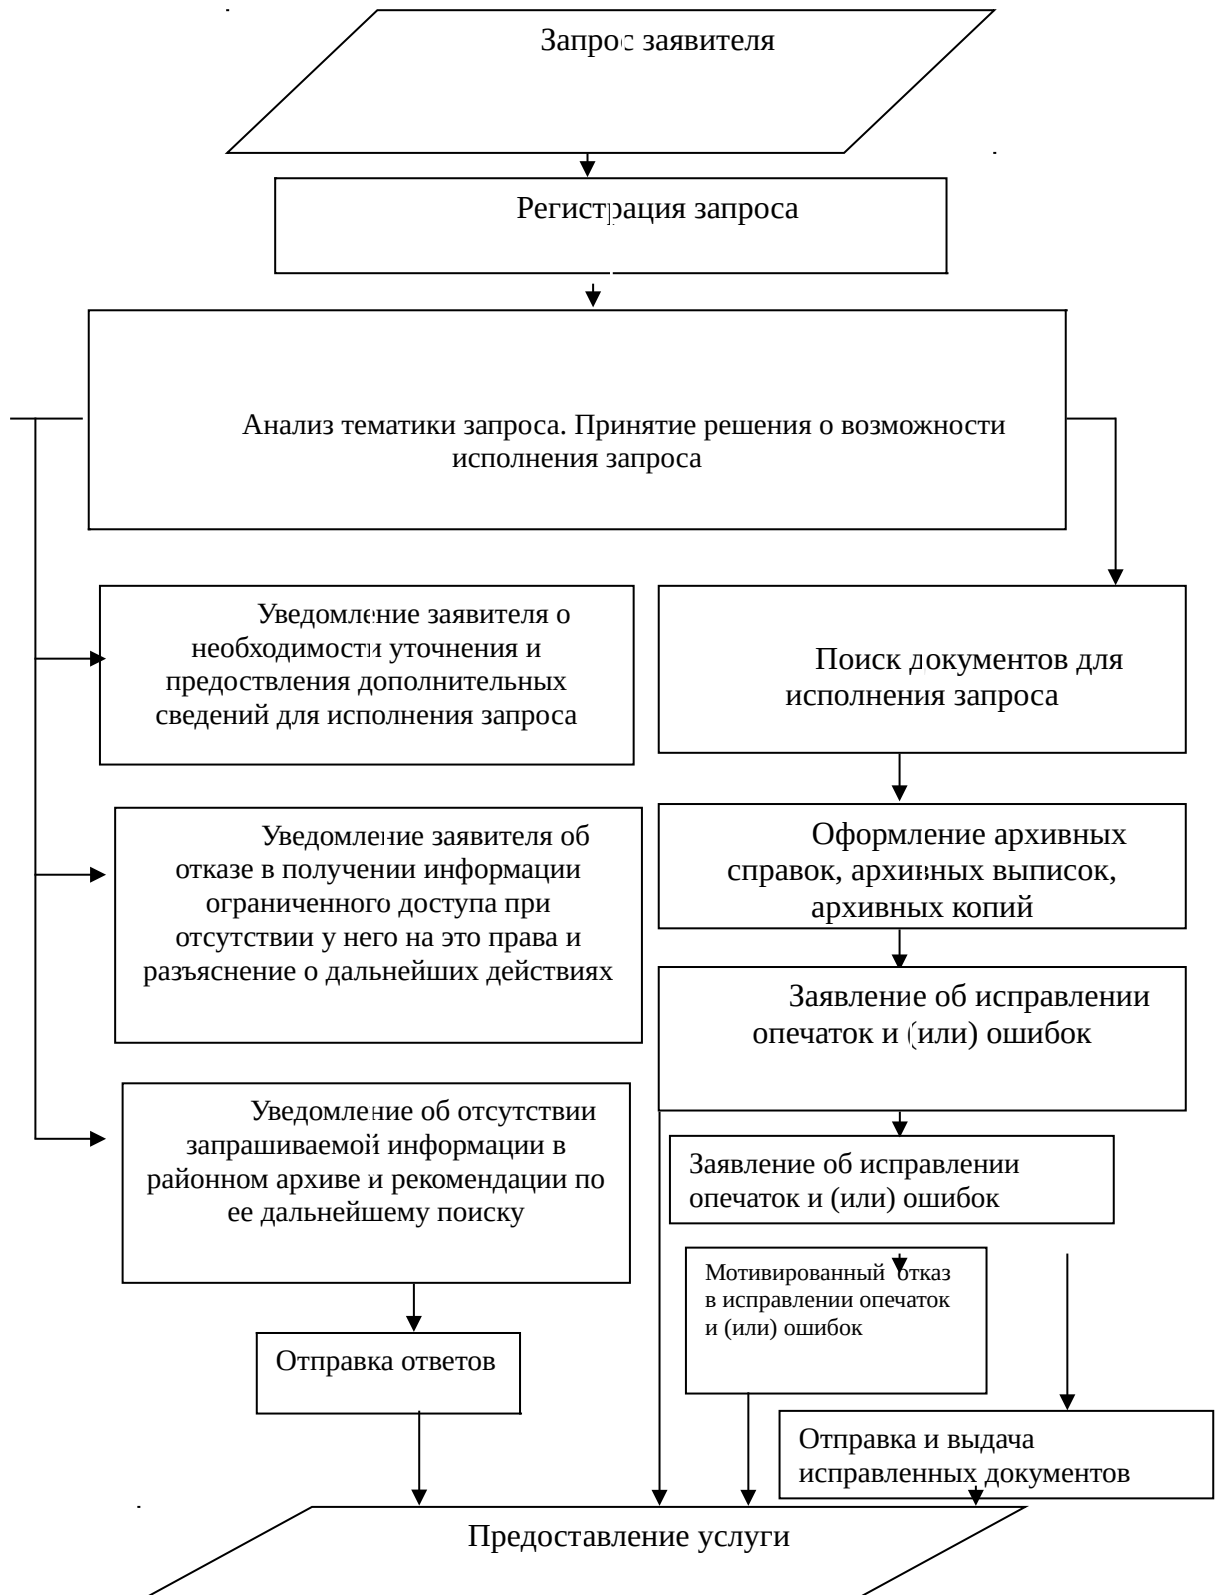 Запрос заявителя
Регистрация запроса
Анализ тематики запроса. Принятие решения о возможности
исполнения запроса
Уведомление заявителя о
необходимости уточнения и
предоствления дополнительных
сведений для исполнения запроса
Поиск документов для
исполнения запроса
Уведомление заявителя об
отказе в получении информации
ограниченного доступа при
отсутствии у него на это права и
разъяснение о дальнейших действиях
Оформление архивных
справок, архивных выписок,
архивных копий
Заявление об исправлении
опечаток и (или) ошибок
Уведомление об отсутствии
запрашиваемой информации в
районном архиве и рекомендации по
ее дальнейшему поиску
Заявление об исправлении
опечаток и (или) ошибок
Мотивированный отказ
в исправлении опечаток
и (или) ошибок
Отправка ответов
Отправка и выдача
исправленных документов
Предоставление услуги